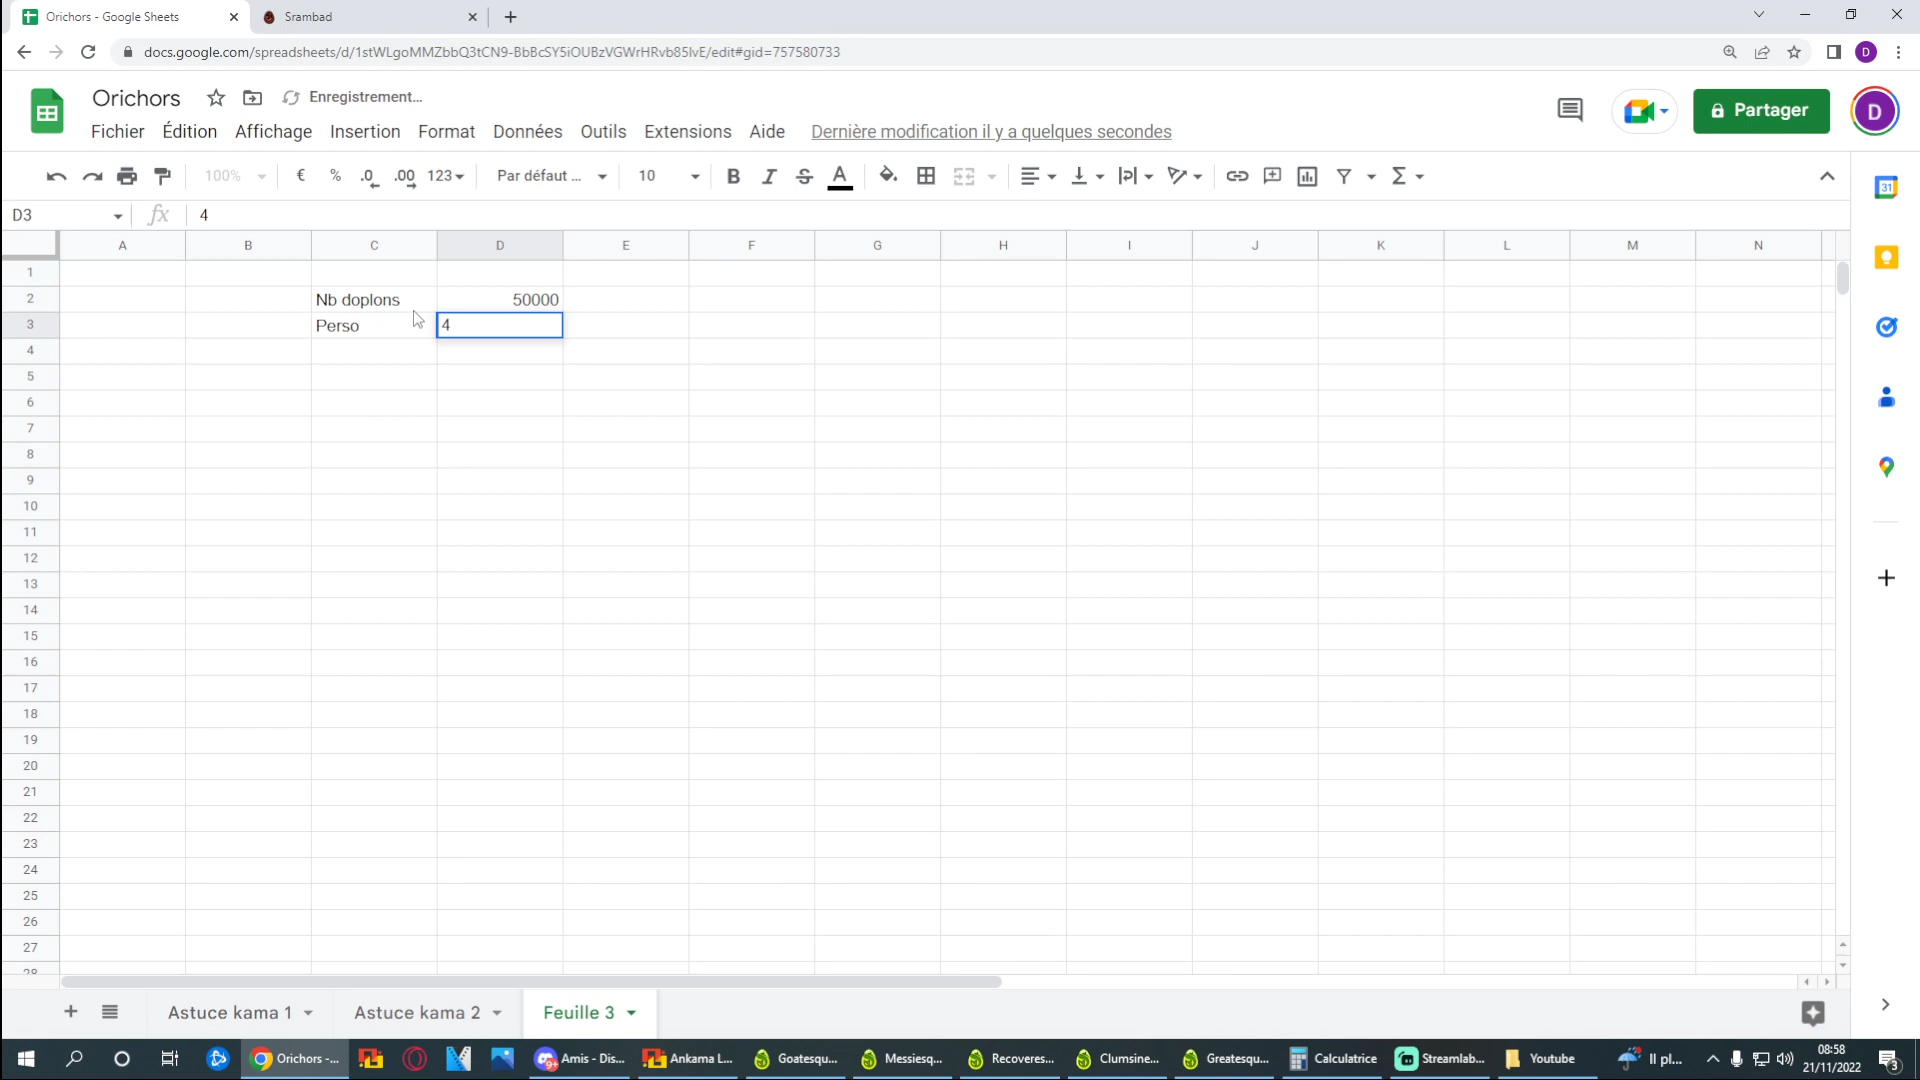 Orichors - Google Sheets
Srambad
docs.google.com/spreadsheets/d/1stWLgoMMZbbQ3tCN9-BbBcSY5iOUBzVGWrHRvb85lvE/edit#gid=757580733
D
Orichors
Enregistrement...
Partager
D
Fichier Édition Affichage Insertion Format Données Outils Extensions Aide Dernière modification il y a quelques secondes
100% € % .0 .00 123 Par défaut ... 10 B I S A Σ
31
D3 fx 4
A B C D E F G H I J K L M N
1
2 Nb doplons 50000
3 Perso 4
4
5
6
7
8
9
10
11
12
13
14
15
16
17
18
19
20
21
22
23
24
25
26
27
28
Astuce kama 1 Astuce kama 2 Feuille 3
Orichors -... Amis - Dis... Ankama L... Goatesqu... Messiesq... Recoveres... Clumsine... Greatesqu... Calculatrice Streamlab... Youtube Il pl...
08:58
21/11/2022
3